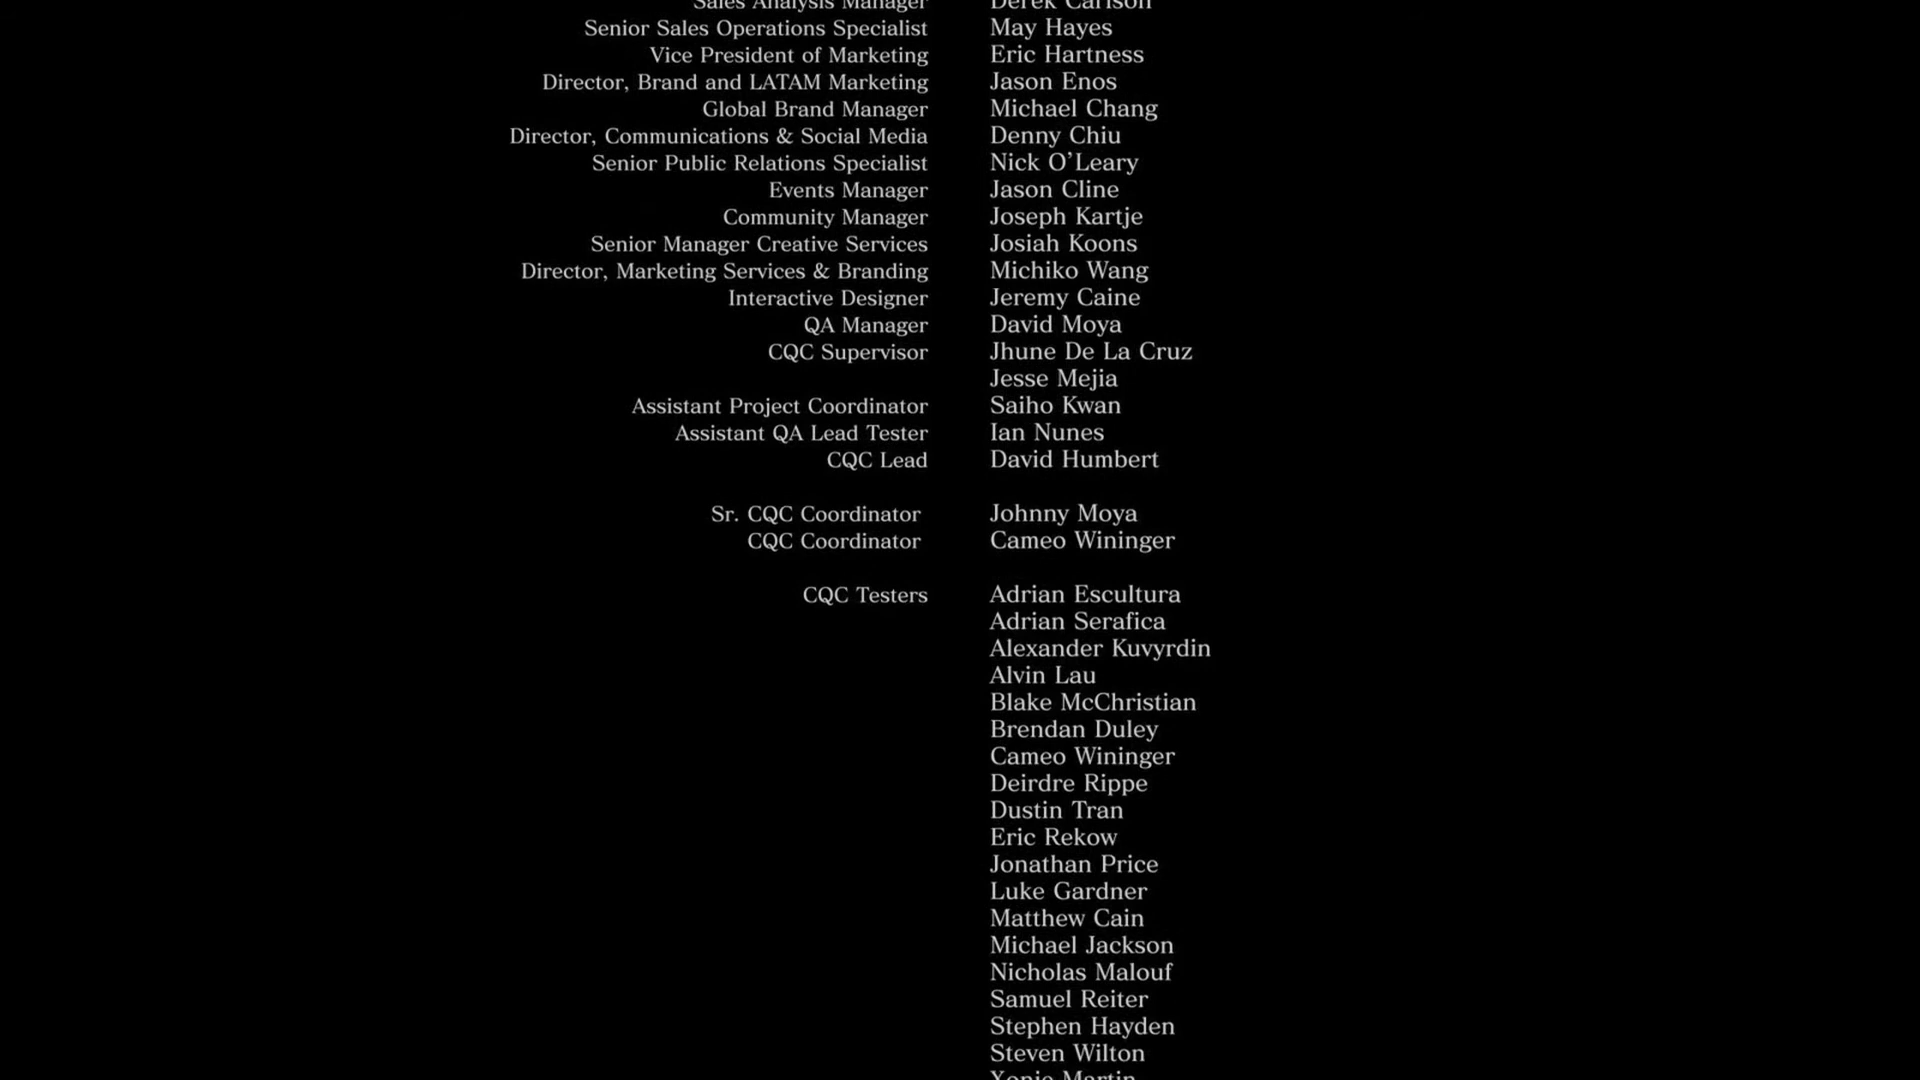 Sales Analysis Manager Derek Carlson
Senior Sales Operations Specialist May Hayes
Vice President of Marketing Eric Hartness
Director, Brand and LATAM Marketing Jason Enos
Global Brand Manager Michael Chang
Director, Communications & Social Media Denny Chiu
Senior Public Relations Specialist Nick O’Leary
Events Manager Jason Cline
Community Manager Joseph Kartje
Senior Manager Creative Services Josiah Koons
Director, Marketing Services & Branding Michiko Wang
Interactive Designer Jeremy Caine
QA Manager David Moya
CQC Supervisor Jhune De La Cruz
Jesse Mejia
Assistant Project Coordinator Saiho Kwan
Assistant QA Lead Tester Ian Nunes
CQC Lead David Humbert
Sr. CQC Coordinator Johnny Moya
CQC Coordinator Cameo Wininger
CQC Testers Adrian Escultura
Adrian Serafica
Alexander Kuvyrdin
Alvin Lau
Blake McChristian
Brendan Duley
Cameo Wininger
Deirdre Rippe
Dustin Tran
Eric Rekow
Jonathan Price
Luke Gardner
Matthew Cain
Michael Jackson
Nicholas Malouf
Samuel Reiter
Stephen Hayden
Steven Wilton
Martin